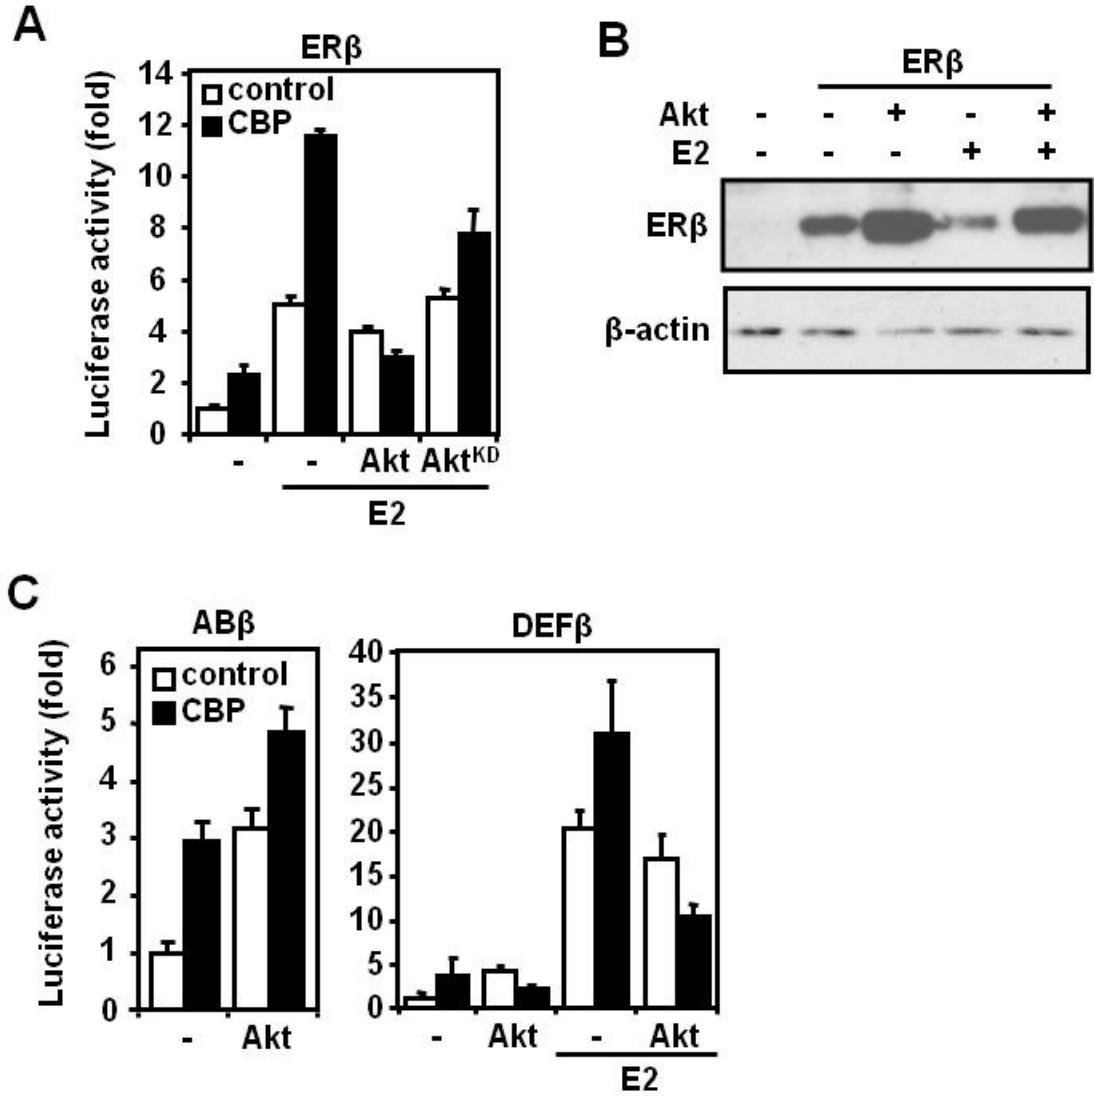 A
ERβ
Luciferase activity (fold)
14
12
10
8
6
4
2
0
control
CBP
- - Akt Akt^KD
E2
B
ERβ
Akt - - + - +
E2 - - - + +
ERβ
β-actin
C
ABβ
Luciferase activity (fold)
6
5
4
3
2
1
0
control
CBP
- Akt
DEFβ
40
35
30
25
20
15
10
5
0
- Akt - Akt
E2